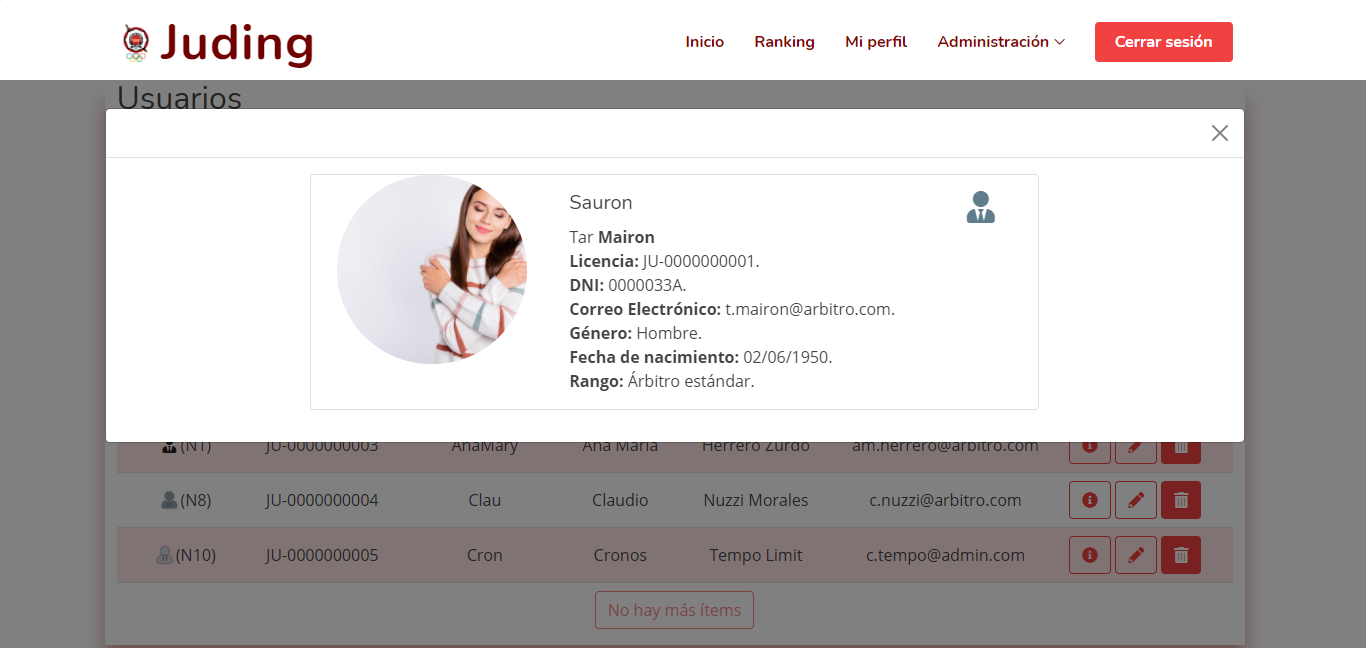 Juding
Inicio Ranking Mi perfil Administración Cerrar sesión
Usuarios
Sauron
Tar Mairon
Licencia: JU-0000000001.
DNI: 0000033A.
Correo Electrónico: t.mairon@arbitro.com.
Género: Hombre.
Fecha de nacimiento: 02/06/1950.
Rango: Árbitro estándar.
(N1) JU-0000000003 AnaMary Ana María Herrero Zurdo am.herrero@arbitro.com
(N8) JU-0000000004 Clau Claudio Nuzzi Morales c.nuzzi@arbitro.com
(N10) JU-0000000005 Cron Cronos Tempo Limit c.tempo@admin.com
No hay más ítems